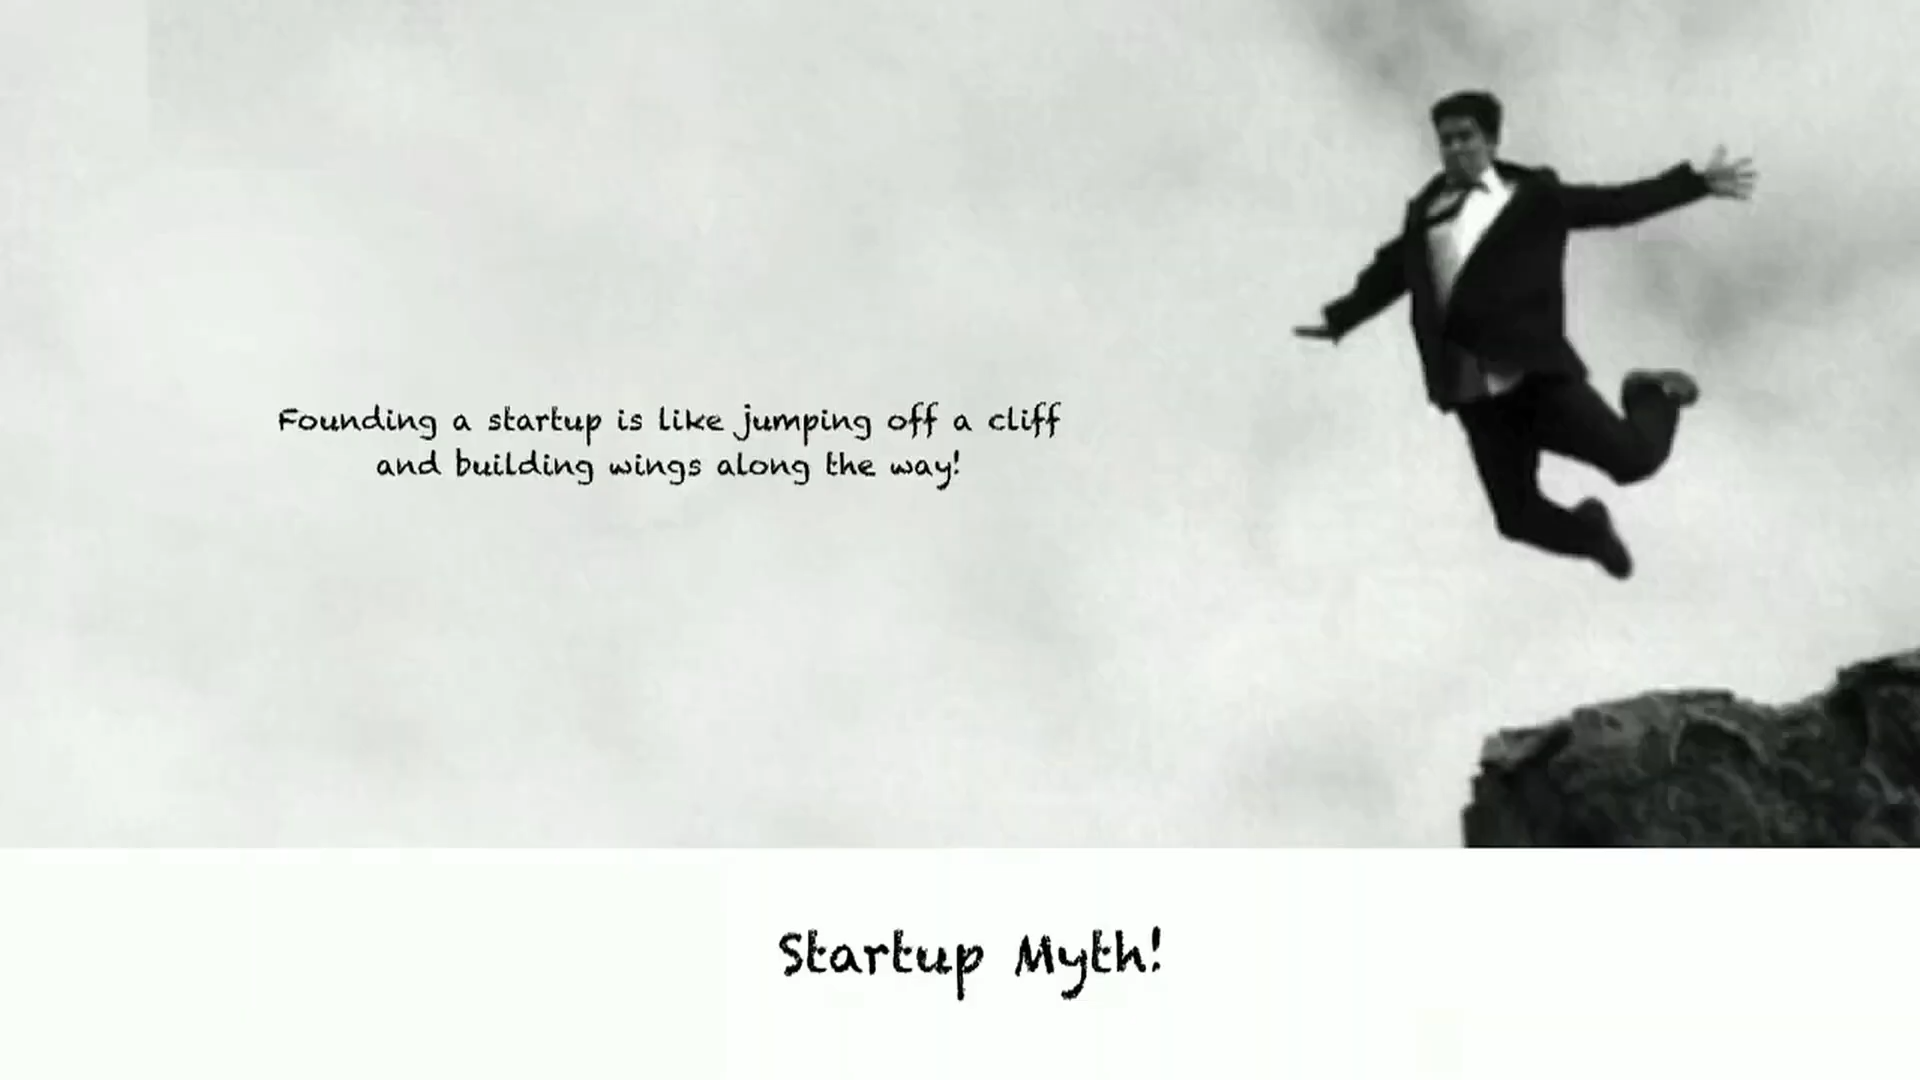 Founding a startup is like jumping off a cliff
and building wings along the way!
Startup Myth!